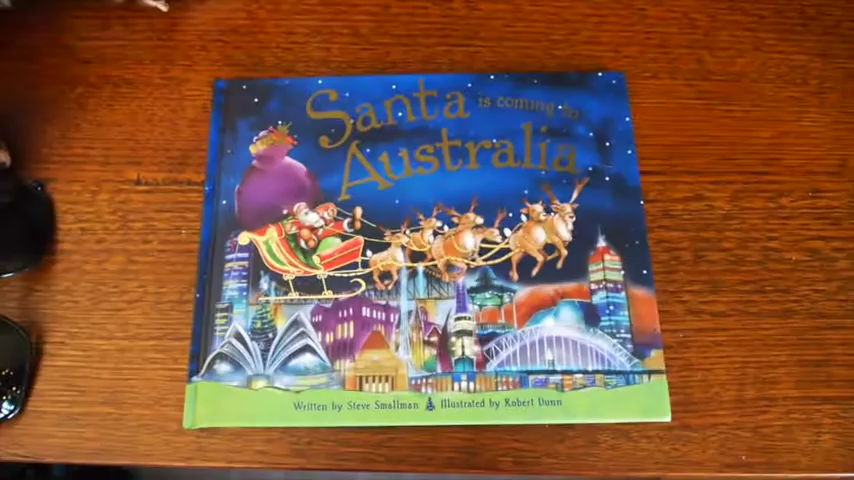 Santa is coming to
Australia
Written by Steve Smallman Illustrated by Robert Dunn